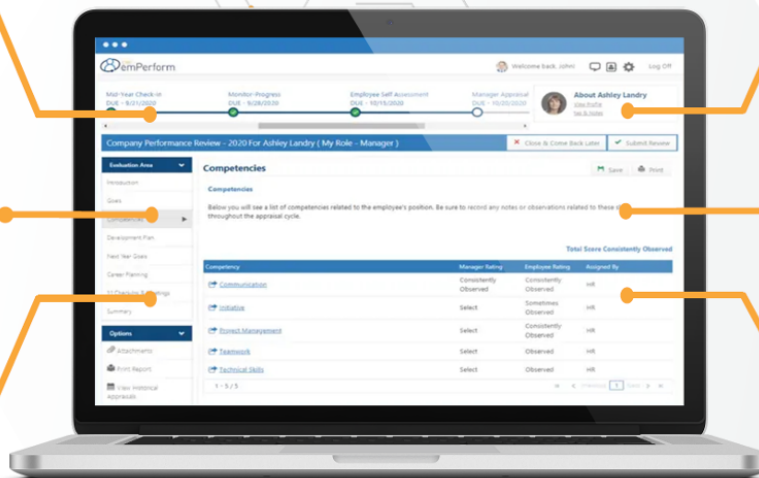 emPerform
Welcome back, John!
Log Off
Mid-Year Check-in
DUE - 8/21/2020
Monitor Progress
DUE - 9/28/2020
Employee Self Assessment
DUE - 10/15/2020
Manager Appraisal
DUE - 10/20/2020
About Ashley Landry
View Profile
Company Performance Review - 2020 For Ashley Landry ( My Role - Manager )
Close & Come Back Later
Submit Review
Evaluation Area
Introduction
Goals
Competencies
Development Plan
Next Year Goals
Career Planning
Summary
Options
Attachments
Print Report
View Historical
Appraisals
Competencies
Save
Print
Competencies
Below you will see a list of competencies related to the employee's position. Be sure to record any notes or observations related to these
throughout the appraisal cycle.
Total Score Consistently Observed
Competency Manager Rating Employee Rating Assigned By
Communication Consistently Observed Consistently Observed HR
Initiative Select Sometimes Observed HR
Project Management Select Consistently Observed HR
Teamwork Select Observed HR
Technical Skills Select Observed HR
1 - 5 / 5
Previous 1 Next